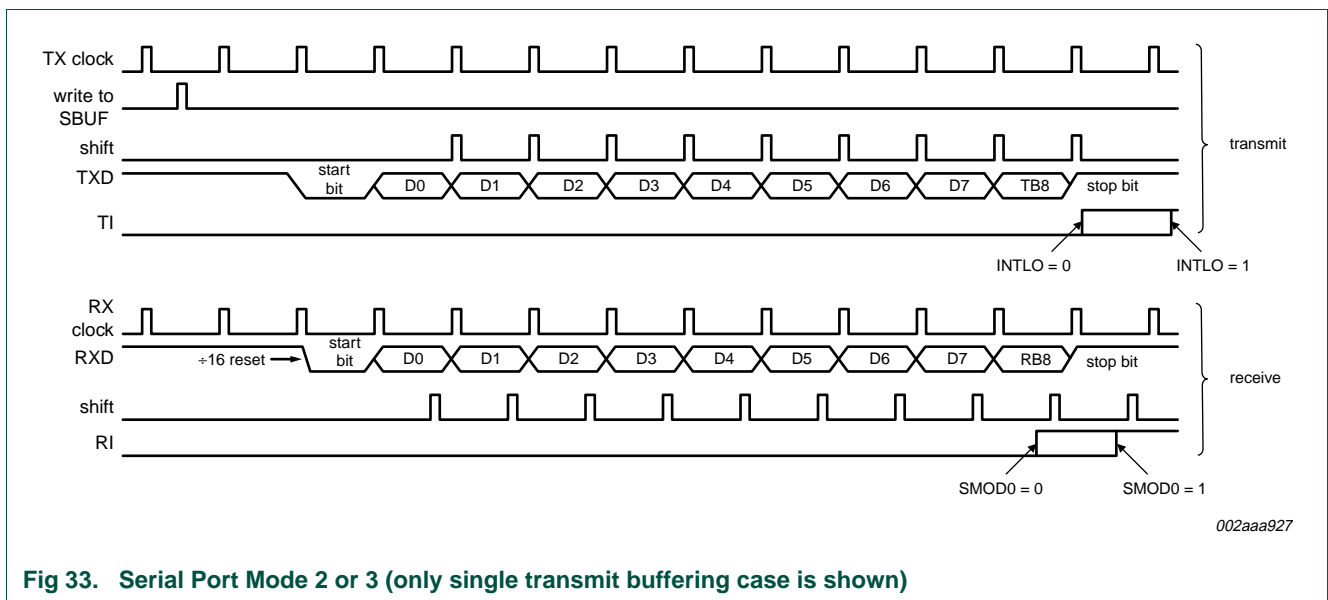 TX clock
write to
SBUF
shift
transmit
TXD
start
bit
D0 D1 D2 D3 D4 D5 D6 D7 TB8 stop bit
TI
INTLO = 0 INTLO = 1
RX
clock
RXD
÷16 reset
start
bit
D0 D1 D2 D3 D4 D5 D6 D7 RB8 stop bit
receive
shift
RI
SMOD0 = 0 SMOD0 = 1
002aaa927
Fig 33. Serial Port Mode 2 or 3 (only single transmit buffering case is shown)